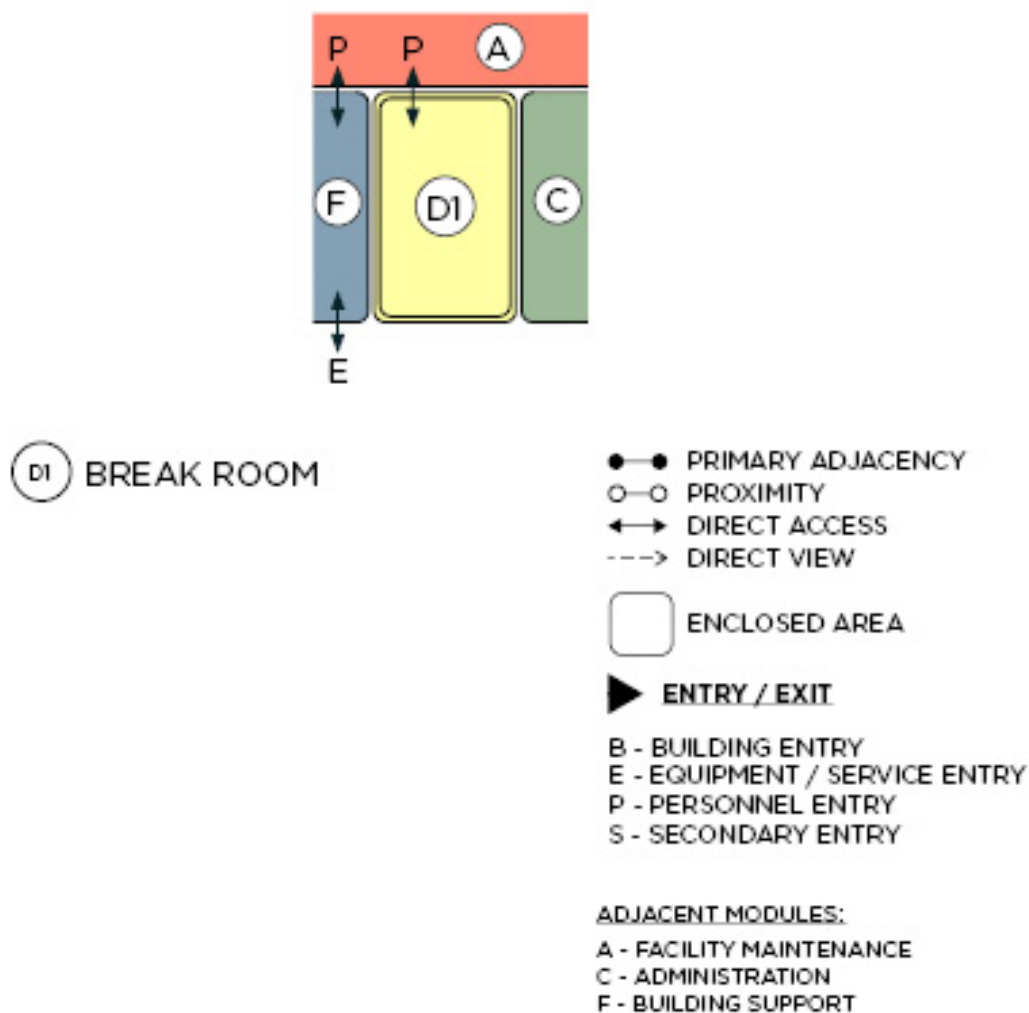 P P A
F D1 C
E
D1 BREAK ROOM
PRIMARY ADJACENCY
PROXIMITY
DIRECT ACCESS
DIRECT VIEW
ENCLOSED AREA
ENTRY / EXIT
B - BUILDING ENTRY
E - EQUIPMENT / SERVICE ENTRY
P - PERSONNEL ENTRY
S - SECONDARY ENTRY
ADJACENT MODULES:
A - FACILITY MAINTENANCE
C - ADMINISTRATION
F - BUILDING SUPPORT